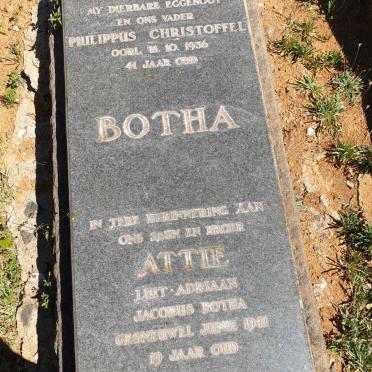 MY DIERBARE EGGENOOT
EN ONS VADER
PHILIPPUS CHRISTOFFEL
OORL. 18. 10. 1936
41 JAAR OUD
BOTHA
IN TERE HERINNERING AAN
ONS SEUN EN BROER
ATTIE
LUIT-ADRIAAN
JACOBUS BOTHA
GESNEUWEL JUNIE 1941
19 JAAR OUD